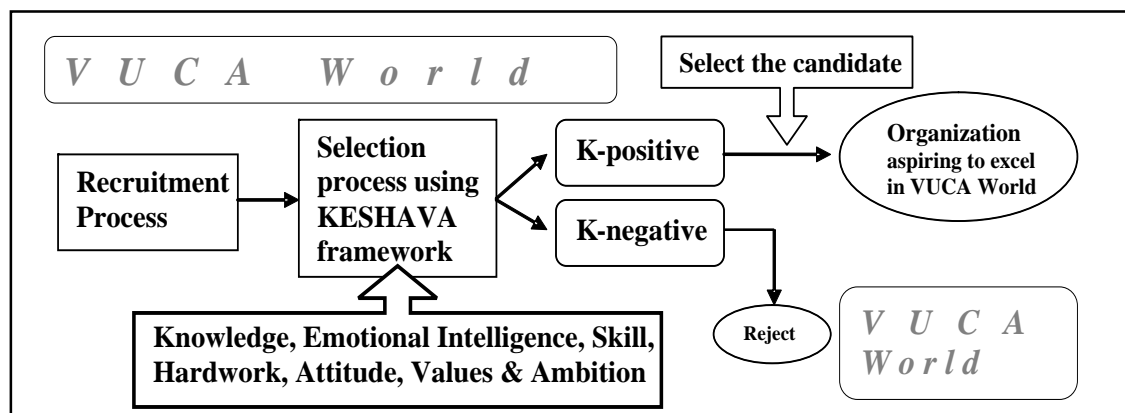 V U C A W o r l d
Select the candidate
Recruitment
Process
Selection
process using
KESHAVA
framework
K-positive
K-negative
Organization
aspiring to excel
in VUCA World
Knowledge, Emotional Intelligence, Skill,
Hardwork, Attitude, Values & Ambition
Reject
V U C A
World